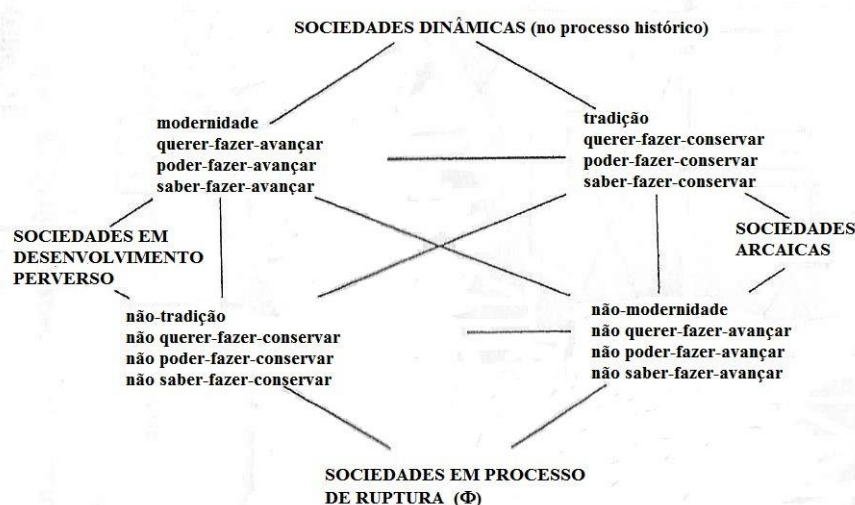 SOCIEDADES DINÂMICAS (no processo histórico)
modernidade
querer-fazer-avançar
poder-fazer-avançar
saber-fazer-avançar
tradição
querer-fazer-conservar
poder-fazer-conservar
saber-fazer-conservar
SOCIEDADES EM
DESENVOLVIMENTO
PERVERSO
SOCIEDADES
ARCAICAS
não-tradição
não querer-fazer-conservar
não poder-fazer-conservar
não saber-fazer-conservar
não-modernidade
não querer-fazer-avançar
não poder-fazer-avançar
não saber-fazer-avançar
SOCIEDADES EM PROCESSO
DE RUPTURA (Φ)